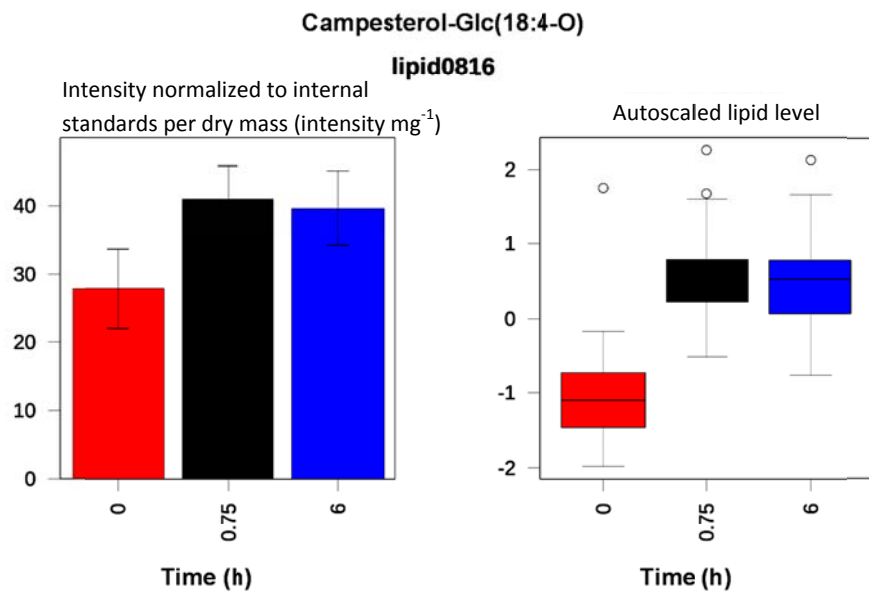 Campesterol-Glc(18:4-O)
lipid0816
Intensity normalized to internal
standards per dry mass (intensity mg⁻¹)
40
30
20
10
0
0
0.75
6
Time (h)
Autoscaled lipid level
2
1
0
-1
-2
0
0.75
6
Time (h)